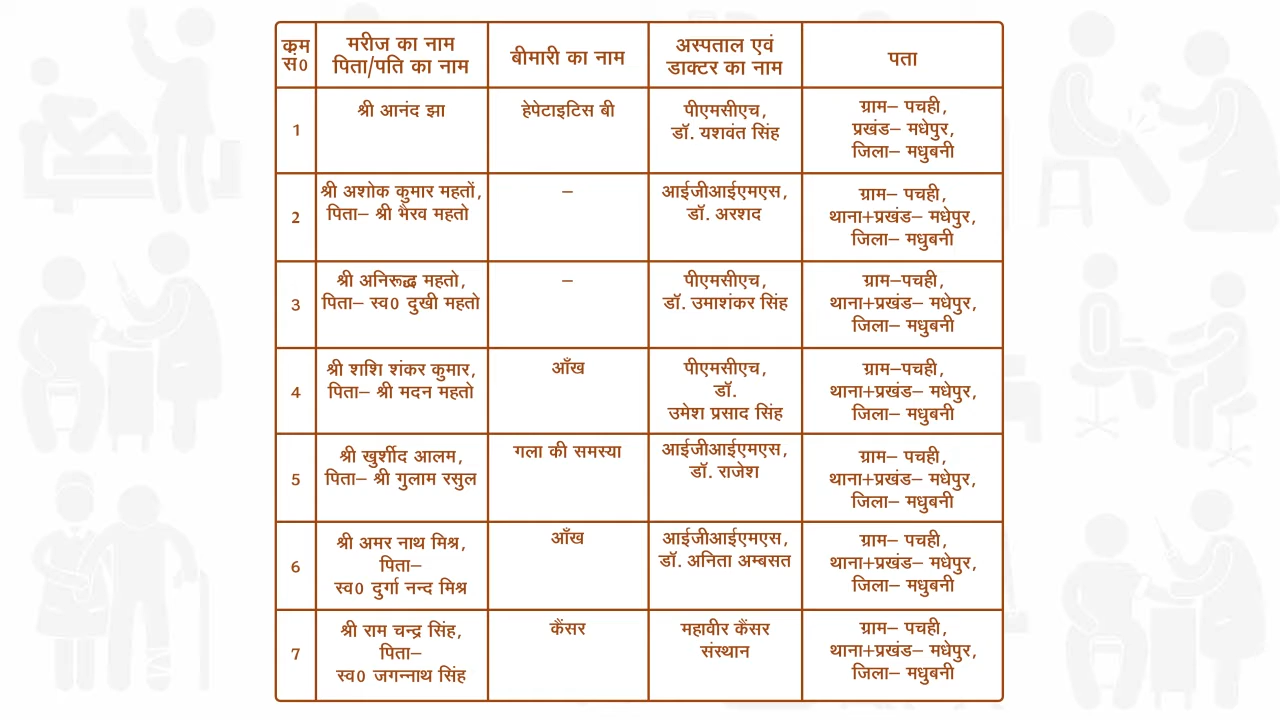 क्रम
सं0
मरीज का नाम
पिता/पति का नाम
बीमारी का नाम
अस्पताल एवं
डाक्टर का नाम
पता
1
श्री आनंद झा
हेपेटाइटिस बी
पीएमसीएच,
डॉ. यशवंत सिंह
ग्राम– पचही,
प्रखंड– मधेपुर,
जिला– मधुबनी
2
श्री अशोक कुमार महतों,
पिता– श्री भैरव महतो
–
आईजीआईएमएस,
डॉ. अरशद
ग्राम– पचही,
थाना+प्रखंड– मधेपुर,
जिला– मधुबनी
3
श्री अनिरूद्ध महतो,
पिता– स्व0 दुखी महतो
–
पीएमसीएच,
डॉ. उमाशंकर सिंह
ग्राम–पचही,
थाना+प्रखंड– मधेपुर,
जिला– मधुबनी
4
श्री शशि शंकर कुमार,
पिता– श्री मदन महतो
आँख
पीएमसीएच,
डॉ.
उमेश प्रसाद सिंह
ग्राम–पचही,
थाना+प्रखंड– मधेपुर,
जिला– मधुबनी
5
श्री खुर्शीद आलम,
पिता– श्री गुलाम रसुल
गला की समस्या
आईजीआईएमएस,
डॉ. राजेश
ग्राम– पचही,
थाना+प्रखंड– मधेपुर,
जिला– मधुबनी
6
श्री अमर नाथ मिश्र,
पिता–
स्व0 दुर्गा नन्द मिश्र
आँख
आईजीआईएमएस,
डॉ. अनिता अम्बसत
ग्राम– पचही,
थाना+प्रखंड– मधेपुर,
जिला– मधुबनी
7
श्री राम चन्द्र सिंह,
पिता–
स्व0 जगन्नाथ सिंह
कैंसर
महावीर कैंसर
संस्थान
ग्राम– पचही,
थाना+प्रखंड– मधेपुर,
जिला– मधुबनी